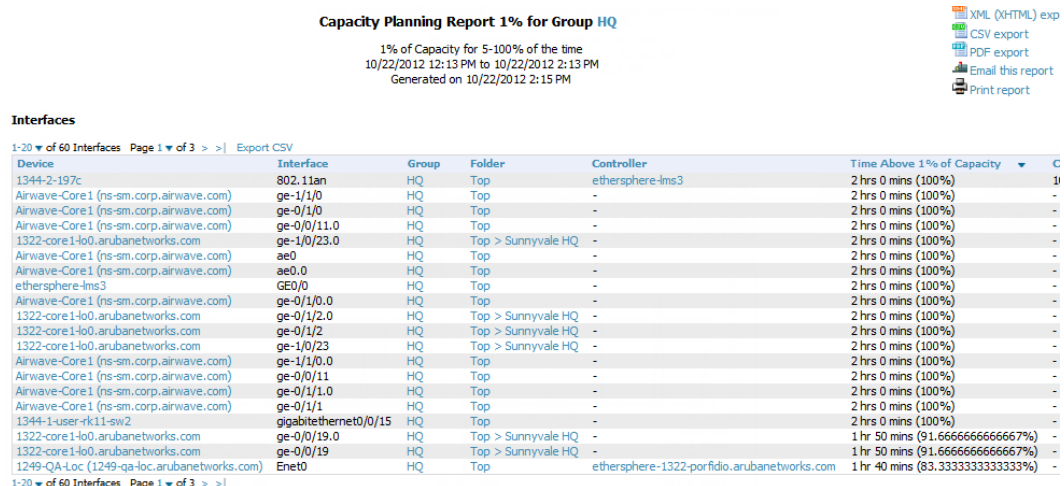 Capacity Planning Report 1% for Group HQ
1% of Capacity for 5-100% of the time
10/22/2012 12:13 PM to 10/22/2012 2:13 PM
Generated on 10/22/2012 2:15 PM
XML (XHTML) exp
CSV export
PDF export
Email this report
Print report
Interfaces
1-20 ▼ of 60 Interfaces Page 1 ▼ of 3 > >| Export CSV
Device Interface Group Folder Controller Time Above 1% of Capacity ▼ C
1344-2-197c 802.11an HQ Top ethersphere-lms3 2 hrs 0 mins (100%) 10
Airwave-Core1 (ns-sm.corp.airwave.com) ge-1/1/0 HQ Top - 2 hrs 0 mins (100%) -
Airwave-Core1 (ns-sm.corp.airwave.com) ge-0/1/0 HQ Top - 2 hrs 0 mins (100%) -
Airwave-Core1 (ns-sm.corp.airwave.com) ge-0/0/11.0 HQ Top - 2 hrs 0 mins (100%) -
1322-core1-lo0.arubanetworks.com ge-1/0/23.0 HQ Top > Sunnyvale HQ - 2 hrs 0 mins (100%) -
Airwave-Core1 (ns-sm.corp.airwave.com) ae0 HQ Top - 2 hrs 0 mins (100%) -
Airwave-Core1 (ns-sm.corp.airwave.com) ae0.0 HQ Top - 2 hrs 0 mins (100%) -
ethersphere-lms3 GE0/0 HQ Top - 2 hrs 0 mins (100%) -
Airwave-Core1 (ns-sm.corp.airwave.com) ge-0/1/0.0 HQ Top - 2 hrs 0 mins (100%) -
1322-core1-lo0.arubanetworks.com ge-0/1/2.0 HQ Top > Sunnyvale HQ - 2 hrs 0 mins (100%) -
1322-core1-lo0.arubanetworks.com ge-0/1/2 HQ Top > Sunnyvale HQ - 2 hrs 0 mins (100%) -
1322-core1-lo0.arubanetworks.com ge-1/0/23 HQ Top > Sunnyvale HQ - 2 hrs 0 mins (100%) -
Airwave-Core1 (ns-sm.corp.airwave.com) ge-1/1/0.0 HQ Top - 2 hrs 0 mins (100%) -
Airwave-Core1 (ns-sm.corp.airwave.com) ge-0/0/11 HQ Top - 2 hrs 0 mins (100%) -
Airwave-Core1 (ns-sm.corp.airwave.com) ge-0/1/1.0 HQ Top - 2 hrs 0 mins (100%) -
Airwave-Core1 (ns-sm.corp.airwave.com) ge-0/1/1 HQ Top - 2 hrs 0 mins (100%) -
1344-1-user-rk11-sw2 gigabitethernet0/0/15 HQ Top - 2 hrs 0 mins (100%) -
1322-core1-lo0.arubanetworks.com ge-0/0/19.0 HQ Top > Sunnyvale HQ - 1 hr 50 mins (91.6666666666667%) -
1322-core1-lo0.arubanetworks.com ge-0/0/19 HQ Top > Sunnyvale HQ - 1 hr 50 mins (91.6666666666667%) -
1249-QA-Loc (1249-qa-loc.arubanetworks.com) Enet0 HQ Top ethersphere-1322-porfidio.arubanetworks.com 1 hr 40 mins (83.3333333333333%) -
1-20 ▼ of 60 Interfaces Page 1 ▼ of 3 > >|